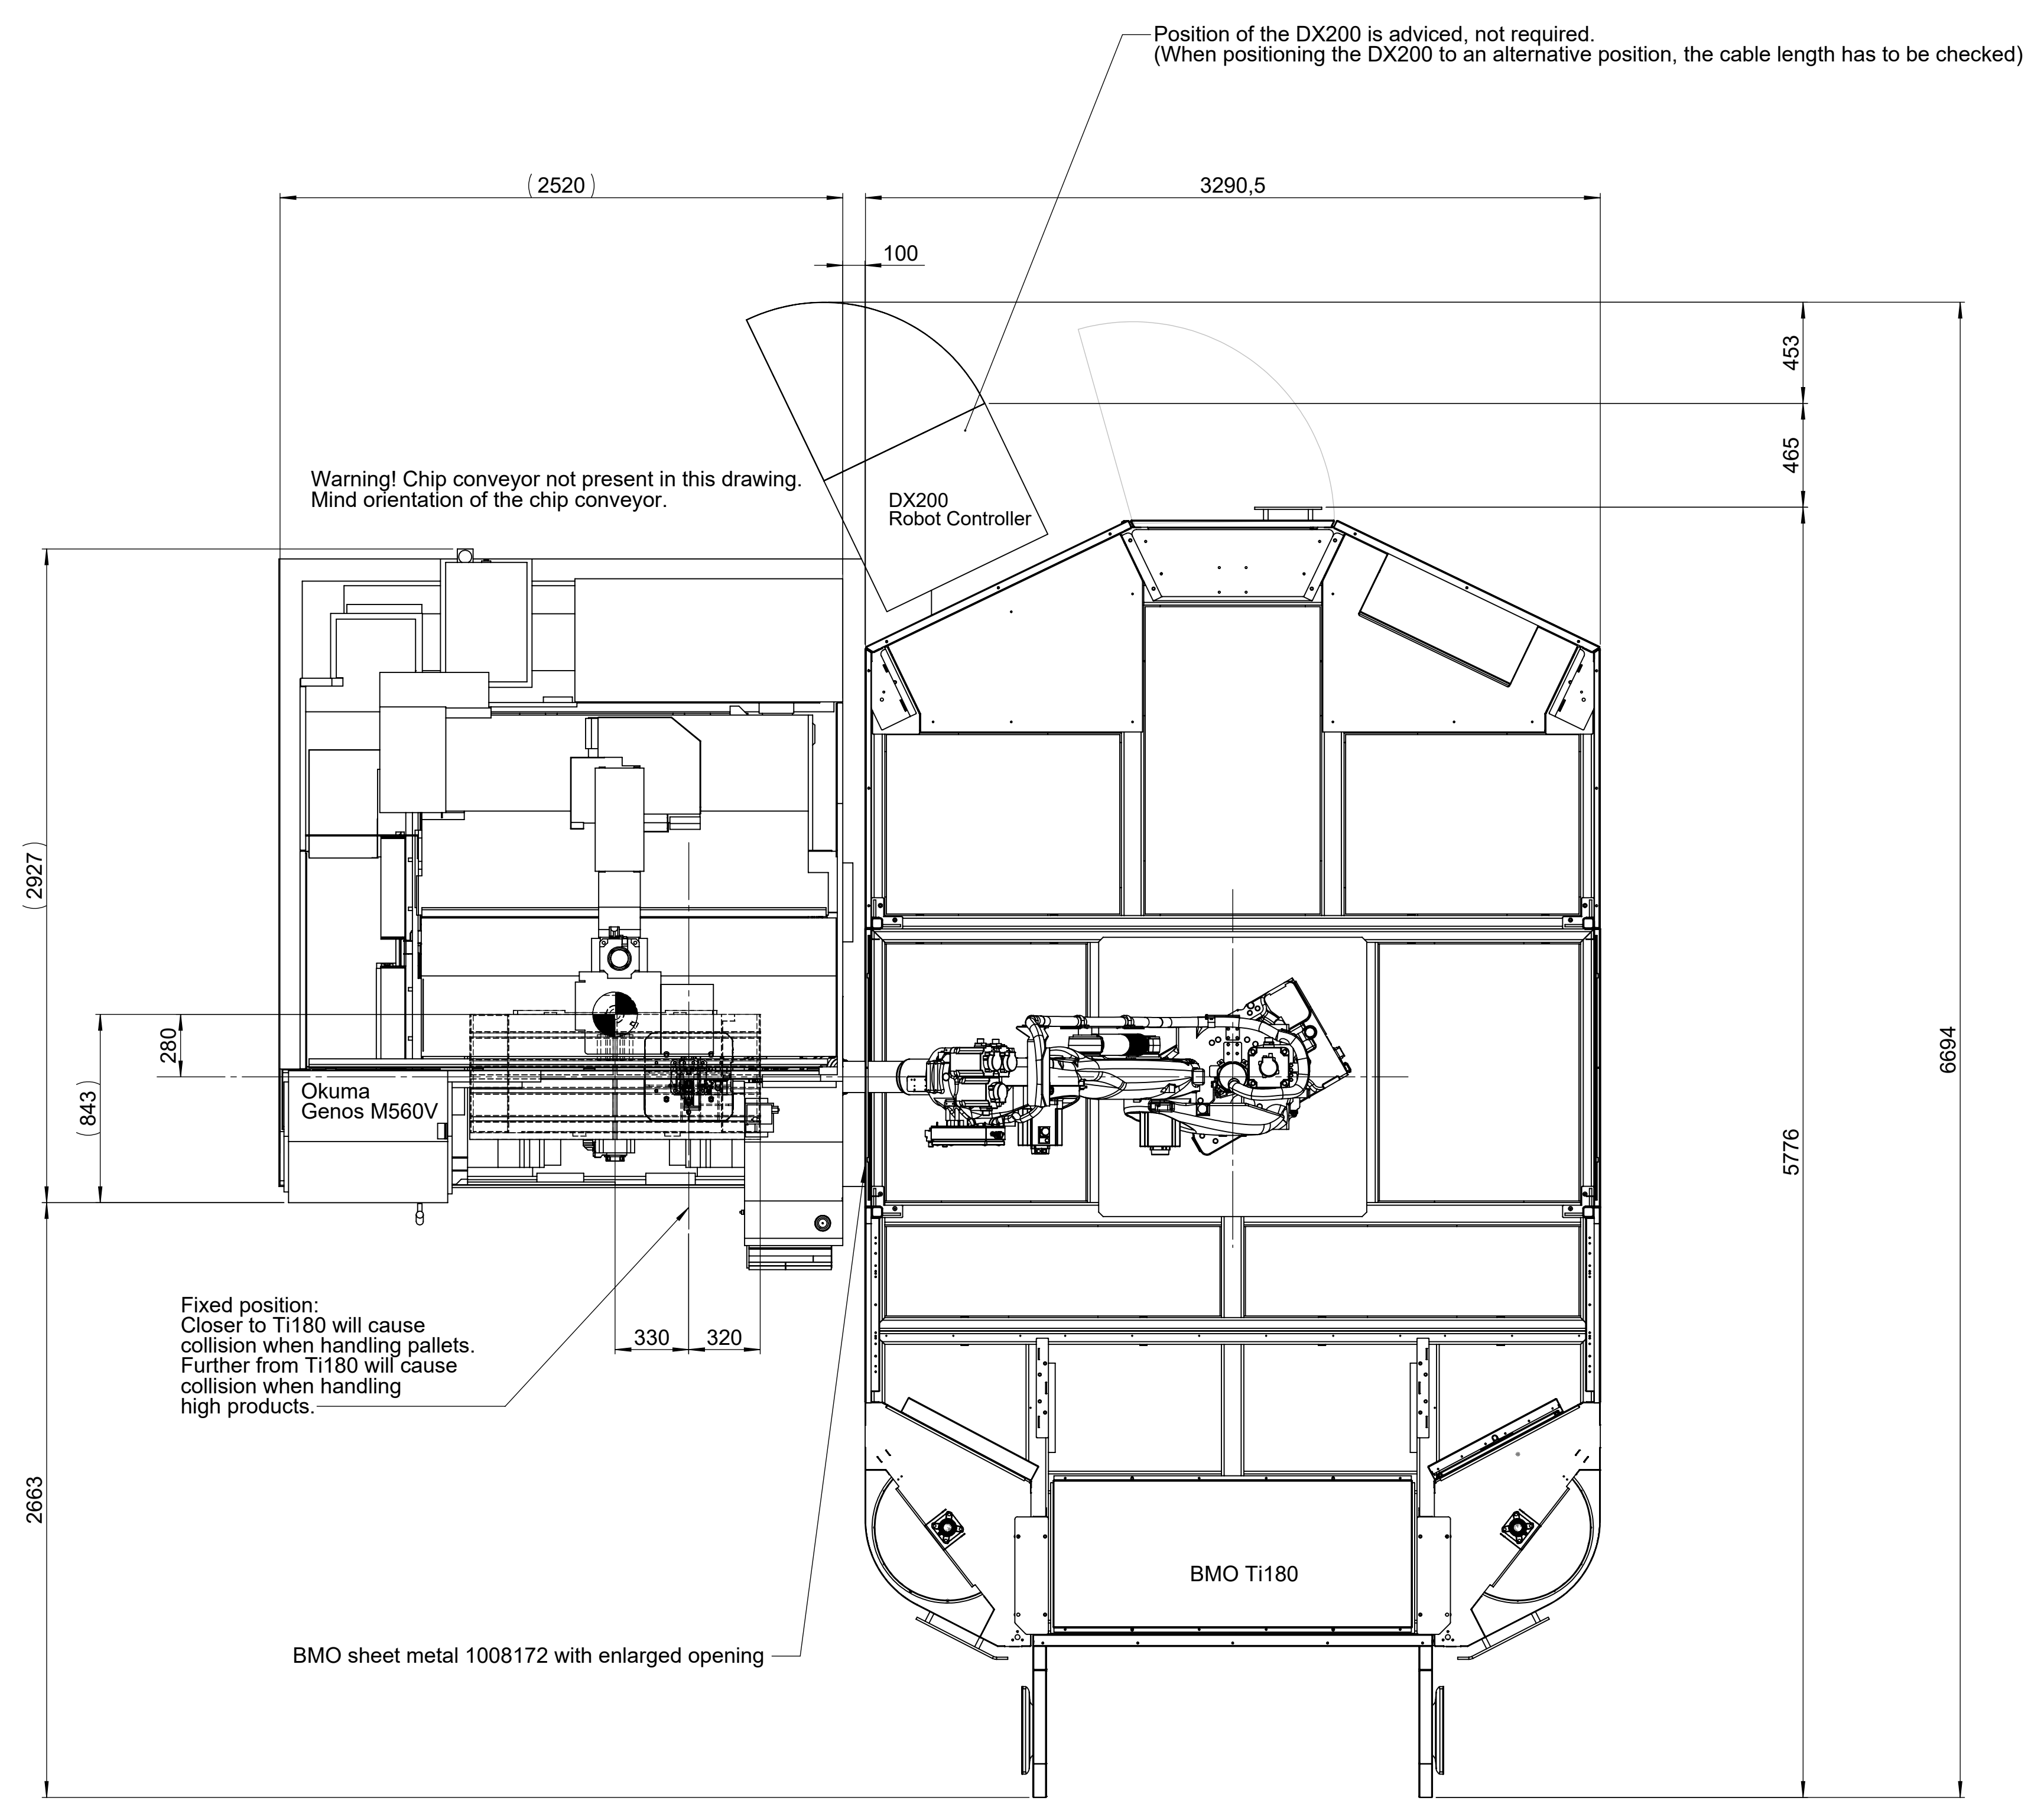 Position of the DX200 is adviced, not required.
(When positioning the DX200 to an alternative position, the cable length has to be checked)
(2520)
3290,5
100
453
465
Warning! Chip conveyor not present in this drawing.
Mind orientation of the chip conveyor.
DX200
Robot Controller
(2927)
280
(843)
Okuma
Genos M560V
6694
5776
Fixed position:
Closer to Ti180 will cause
collision when handling pallets.
Further from Ti180 will cause
collision when handling
high products.
330
320
2663
BMO Ti180
BMO sheet metal 1008172 with enlarged opening